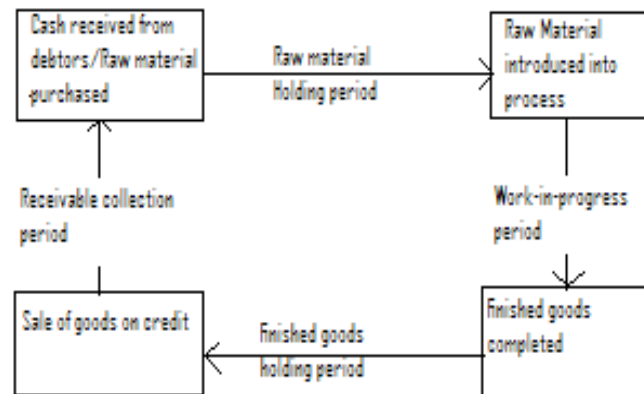 Cash received from
debtors/Raw material
-purchased
Raw material
Holding period
Raw Material
introduced into
process
Receivable collection
period
Work-in-progress
period
Sale of goods on credit
finished goods
holding period
finished goods
completed